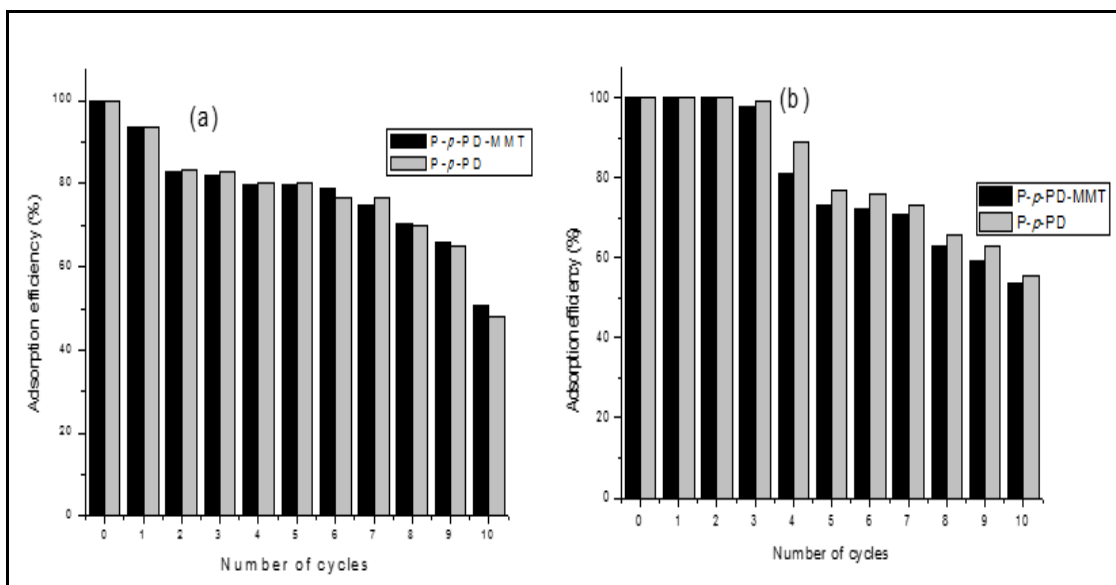 (a)
P-p-PD-MMT
P-p-PD
Adsorption efficiency (%)
100
80
60
40
20
0
0 1 2 3 4 5 6 7 8 9 10
Number of cycles
(b)
P-p-PD-MMT
P-p-PD
Adsorption efficiency (%)
100
80
60
40
20
0
0 1 2 3 4 5 6 7 8 9 10
Number of cycles